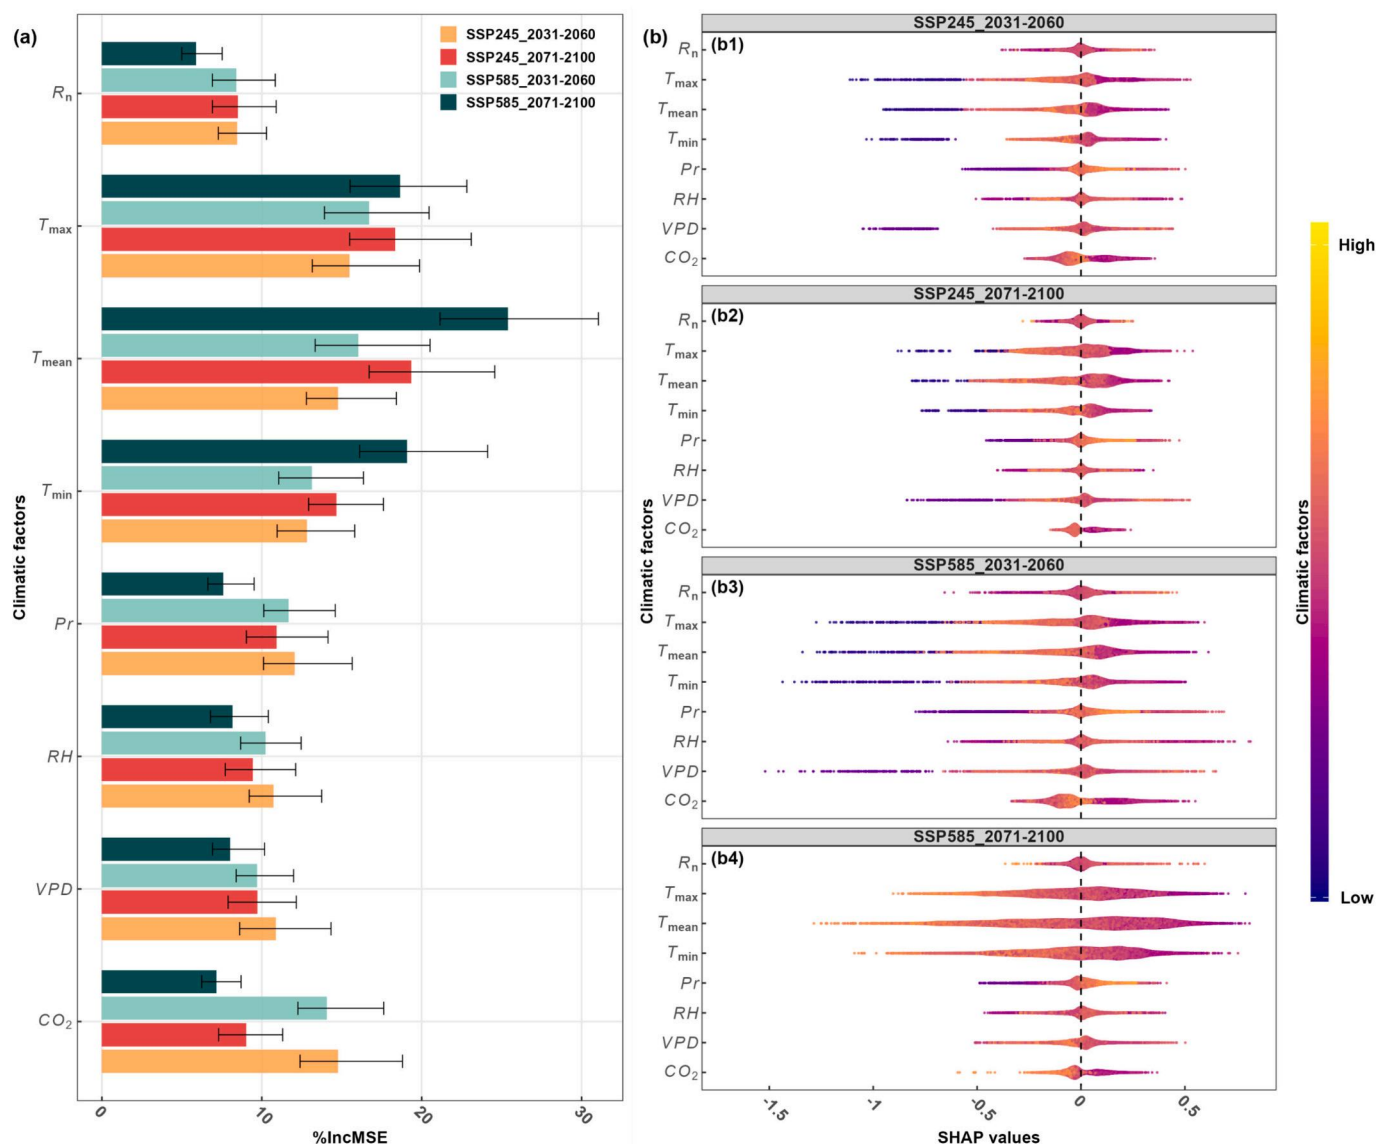 (a)
SSP245_2031-2060
SSP245_2071-2100
SSP585_2031-2060
SSP585_2071-2100
Climatic factors
Rn
Tmax
Tmean
Tmin
Pr
RH
VPD
CO2
0
10
20
30
%IncMSE
(b)
Climatic factors
SSP245_2031-2060
(b1)
Rn
Tmax
Tmean
Tmin
Pr
RH
VPD
CO2
SSP245_2071-2100
(b2)
Rn
Tmax
Tmean
Tmin
Pr
RH
VPD
CO2
SSP585_2031-2060
(b3)
Rn
Tmax
Tmean
Tmin
Pr
RH
VPD
CO2
SSP585_2071-2100
(b4)
Rn
Tmax
Tmean
Tmin
Pr
RH
VPD
CO2
-1.5
-1
-0.5
0
0.5
SHAP values
Climatic factors
High
Low